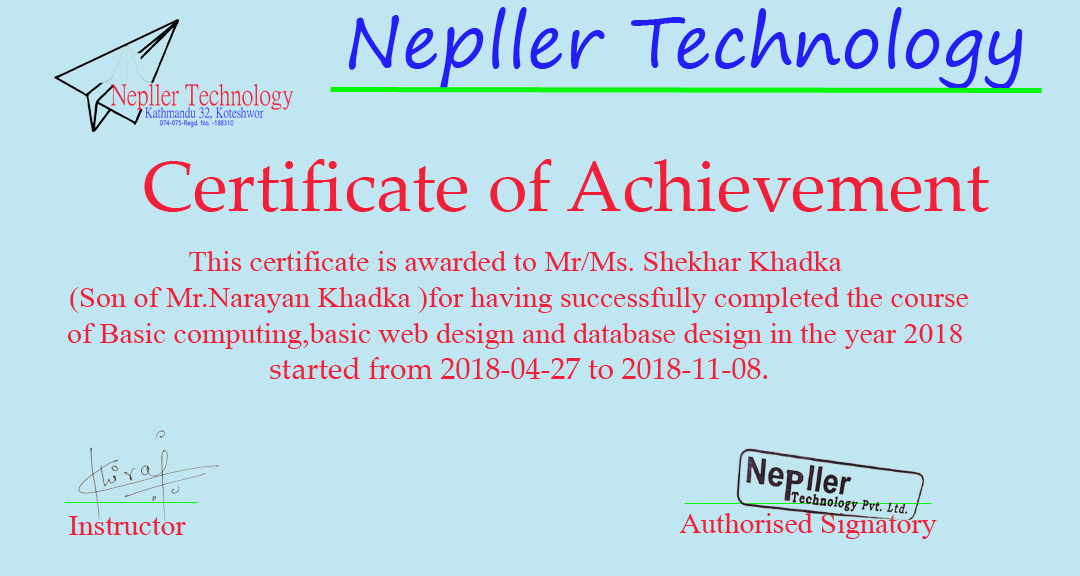 Nepller Technology
Nepller Technology
Kathmandu 32, Koteshwor
074-075-Regd. No. -188310
Certificate of Achievement
This certificate is awarded to Mr/Ms. Shekhar Khadka
(Son of Mr.Narayan Khadka )for having successfully completed the course
of Basic computing,basic web design and database design in the year 2018
started from 2018-04-27 to 2018-11-08.
Nepller
Technology Pvt. Ltd.
Instructor
Authorised Signatory